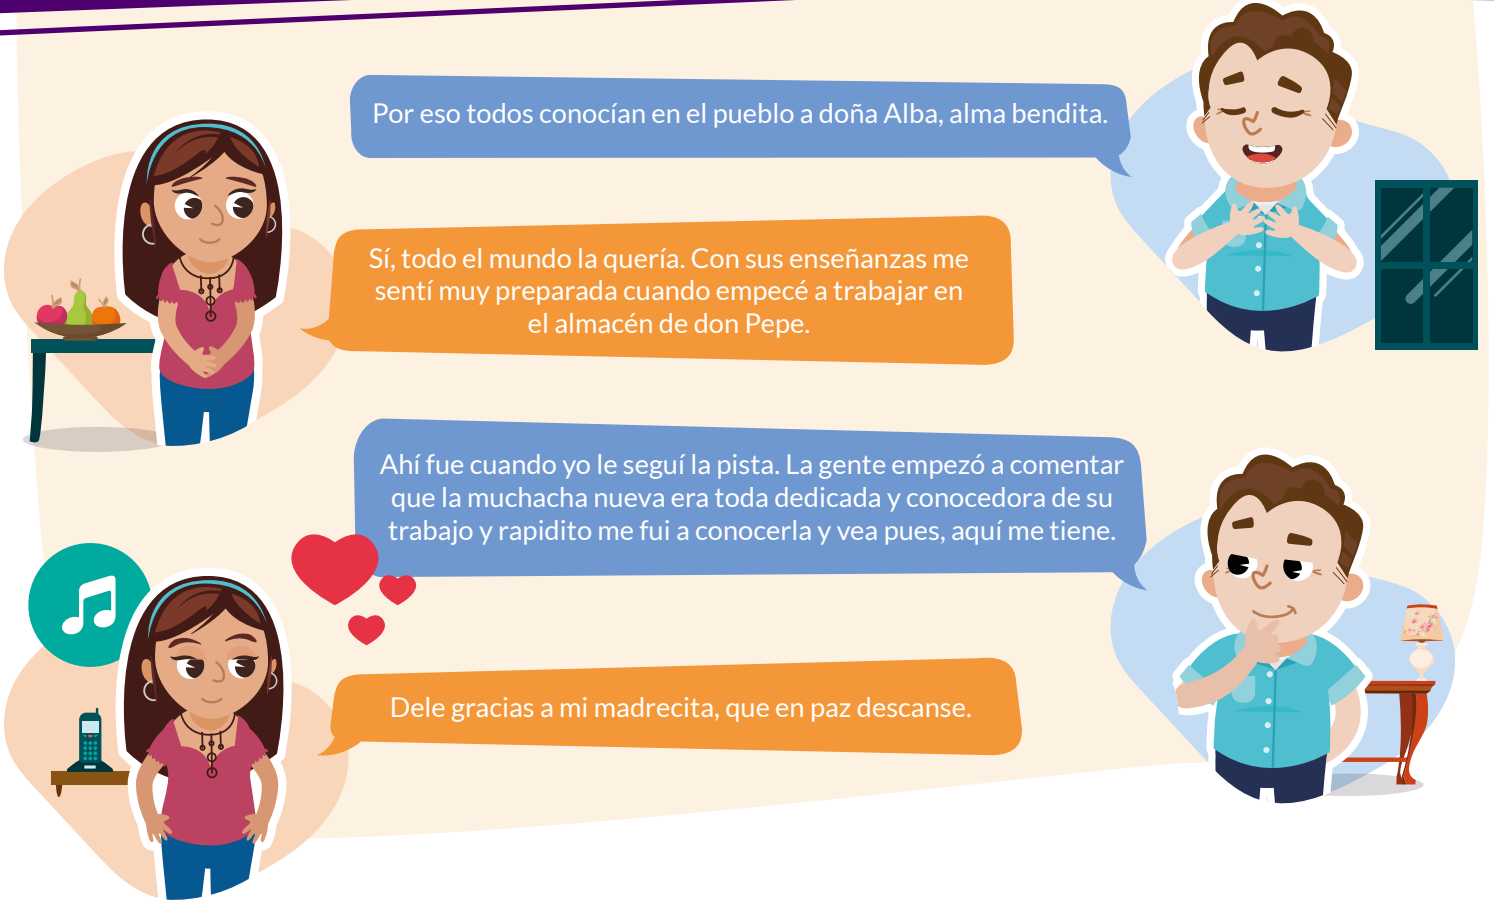 Por eso todos conocían en el pueblo a doña Alba, alma bendita.
Sí, todo el mundo la quería. Con sus enseñanzas me
sentí muy preparada cuando empecé a trabajar en
el almacén de don Pepe.
Ahí fue cuando yo le seguí la pista. La gente empezó a comentar
que la muchacha nueva era toda dedicada y conocedora de su
trabajo y rapidito me fui a conocerla y vea pues, aquí me tiene.
Dele gracias a mi madrecita, que en paz descanse.